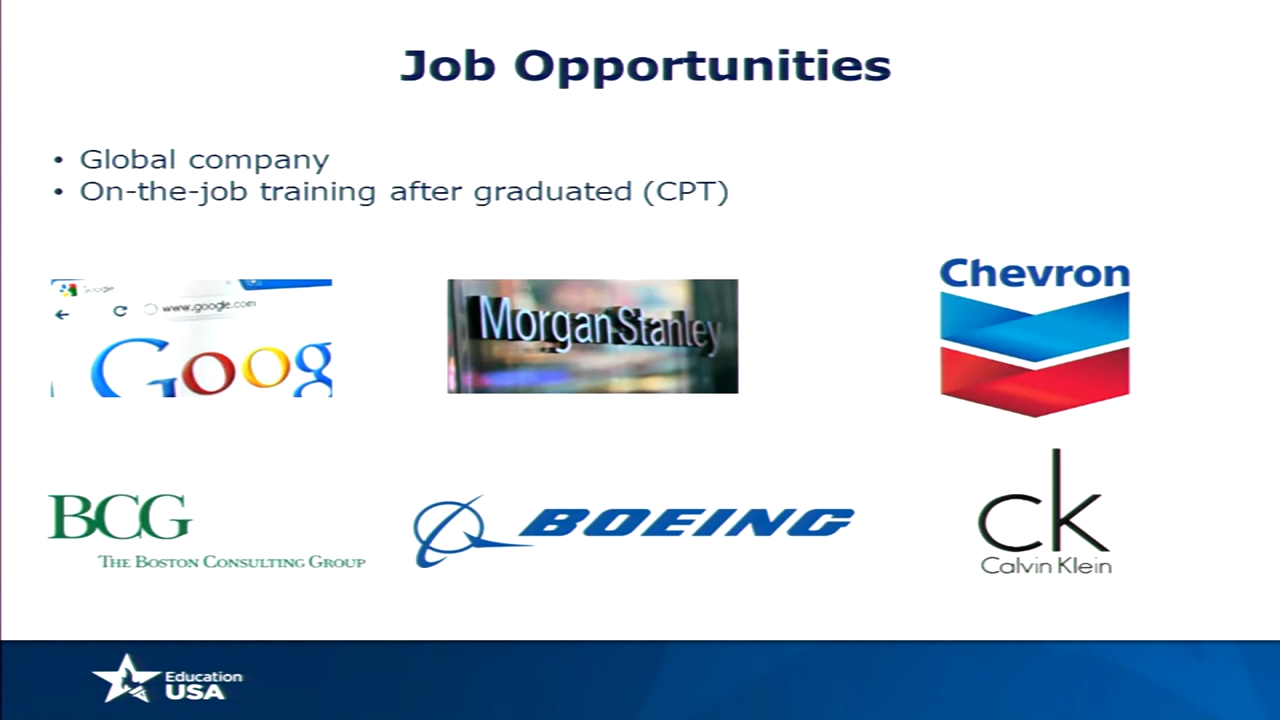 Job Opportunities
• Global company
• On-the-job training after graduated (CPT)
Google
www.google.com
Goog
Morgan Stanley
Chevron
BCG
THE BOSTON CONSULTING GROUP
BOEING
ck
Calvin Klein
Education
USA